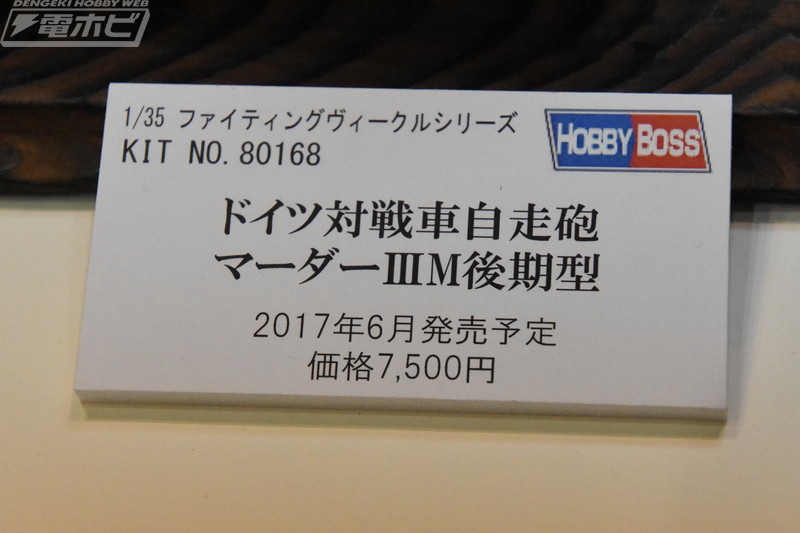 DENGEKI HOBBY WEB
電ホビ
1/35 ファイティングヴィークルシリーズ
HOBBY BOSS
KIT NO. 80168
ドイツ対戦車自走砲
マーダーⅢM後期型
2017年6月発売予定
価格7,500円